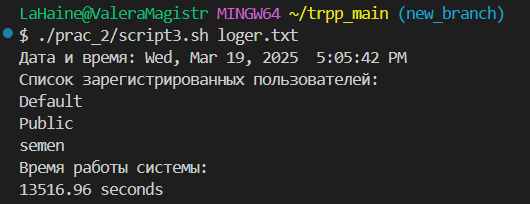 LaHaine@ValeraMagistr MINGW64 ~/trpp_main (new_branch)
$ ./prac_2/script3.sh loger.txt
Дата и время: Wed, Mar 19, 2025  5:05:42 PM
Список зарегистрированных пользователей:
Default
Public
semen
Время работы системы:
13516.96 seconds